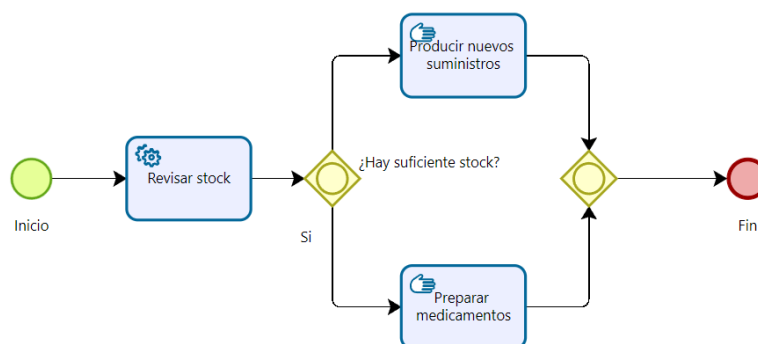 Producir nuevos
suministros
¿Hay suficiente stock?
Revisar stock
Inicio
Si
Fin
Preparar
medicamentos